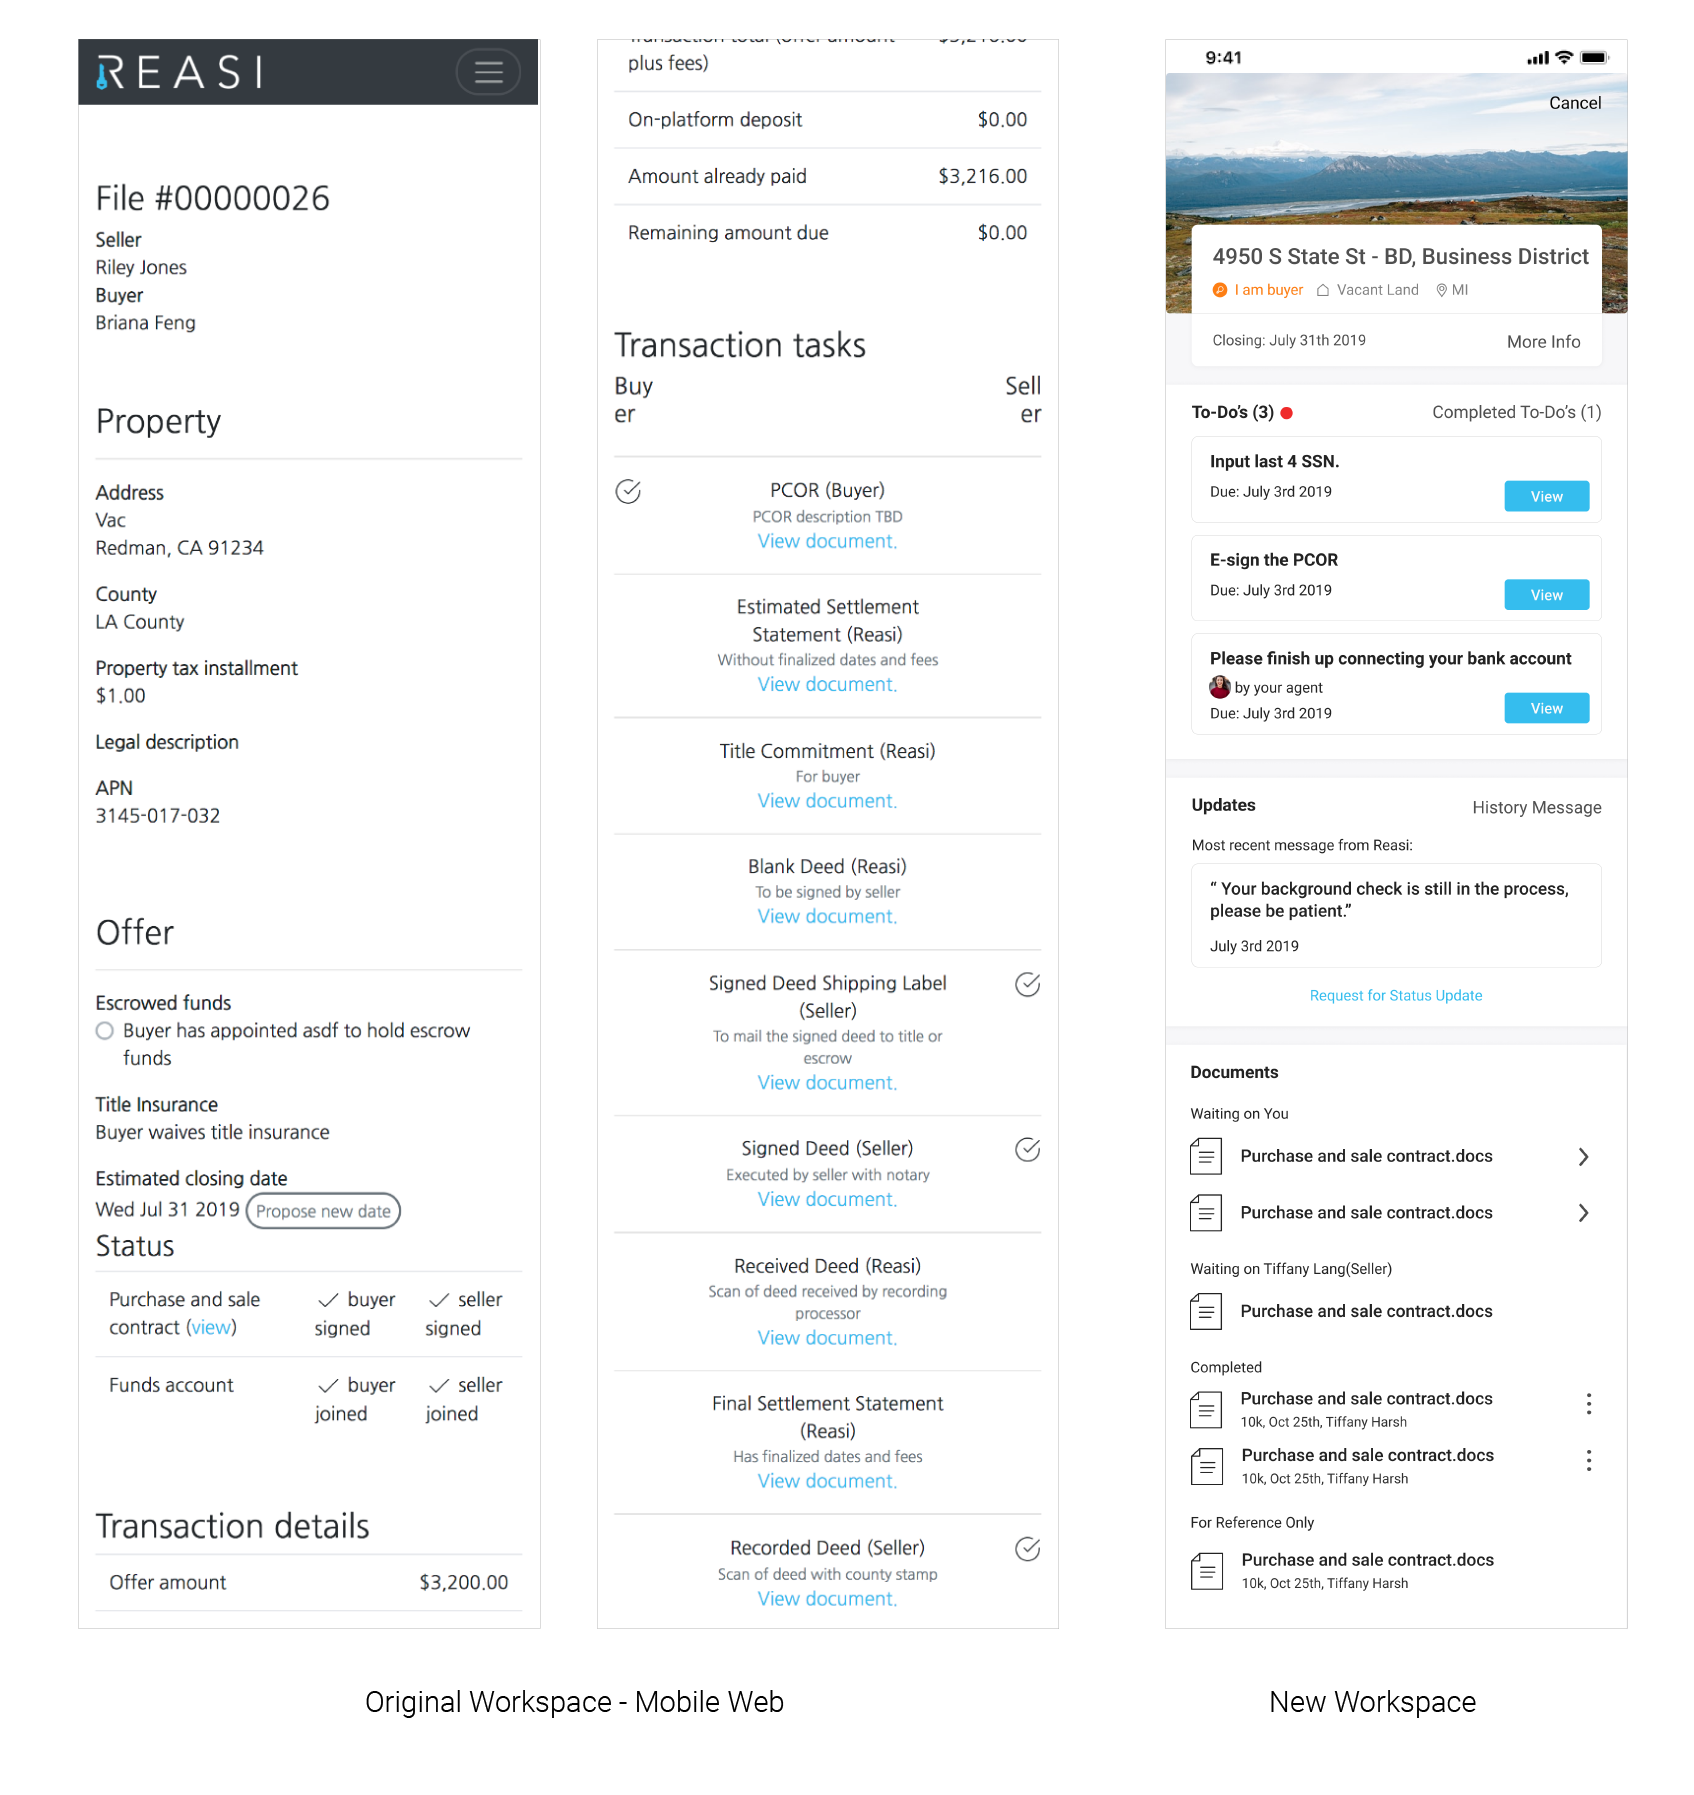 REASI
File #00000026
Seller
Riley Jones
Buyer
Briana Feng
Property
Address
Vac
Redman, CA 91234
County
LA County
Property tax installment
$1.00
Legal description
APN
3145-017-032
Offer
Escrowed funds
Buyer has appointed asdf to hold escrow
funds
Title Insurance
Buyer waives title insurance
Estimated closing date
Wed Jul 31 2019 Propose new date
Status
Purchase and sale buyer seller
contract (view) signed signed
Funds account buyer seller
joined joined
Transaction details
Offer amount $3,200.00
Transaction total (offer amount $3,216.00
plus fees)
On-platform deposit $0.00
Amount already paid $3,216.00
Remaining amount due $0.00
Transaction tasks
Buy Sell
er er
PCOR (Buyer)
PCOR description TBD
View document.
Estimated Settlement
Statement (Reasi)
Without finalized dates and fees
View document.
Title Commitment (Reasi)
For buyer
View document.
Blank Deed (Reasi)
To be signed by seller
View document.
Signed Deed Shipping Label
(Seller)
To mail the signed deed to title or
escrow
View document.
Signed Deed (Seller)
Executed by seller with notary
View document.
Received Deed (Reasi)
Scan of deed received by recording
processor
View document.
Final Settlement Statement
(Reasi)
Has finalized dates and fees
View document.
Recorded Deed (Seller)
Scan of deed with county stamp
View document.
Original Workspace - Mobile Web
9:41
Cancel
4950 S State St - BD, Business District
I am buyer Vacant Land MI
Closing: July 31th 2019 More Info
To-Do’s (3) Completed To-Do’s (1)
Input last 4 SSN.
Due: July 3rd 2019 View
E-sign the PCOR
Due: July 3rd 2019 View
Please finish up connecting your bank account
by your agent
Due: July 3rd 2019 View
Updates History Message
Most recent message from Reasi:
“ Your background check is still in the process,
please be patient.”
July 3rd 2019
Request for Status Update
Documents
Waiting on You
Purchase and sale contract.docs
Purchase and sale contract.docs
Waiting on Tiffany Lang(Seller)
Purchase and sale contract.docs
Completed
Purchase and sale contract.docs
10k, Oct 25th, Tiffany Harsh
Purchase and sale contract.docs
10k, Oct 25th, Tiffany Harsh
For Reference Only
Purchase and sale contract.docs
10k, Oct 25th, Tiffany Harsh
New Workspace